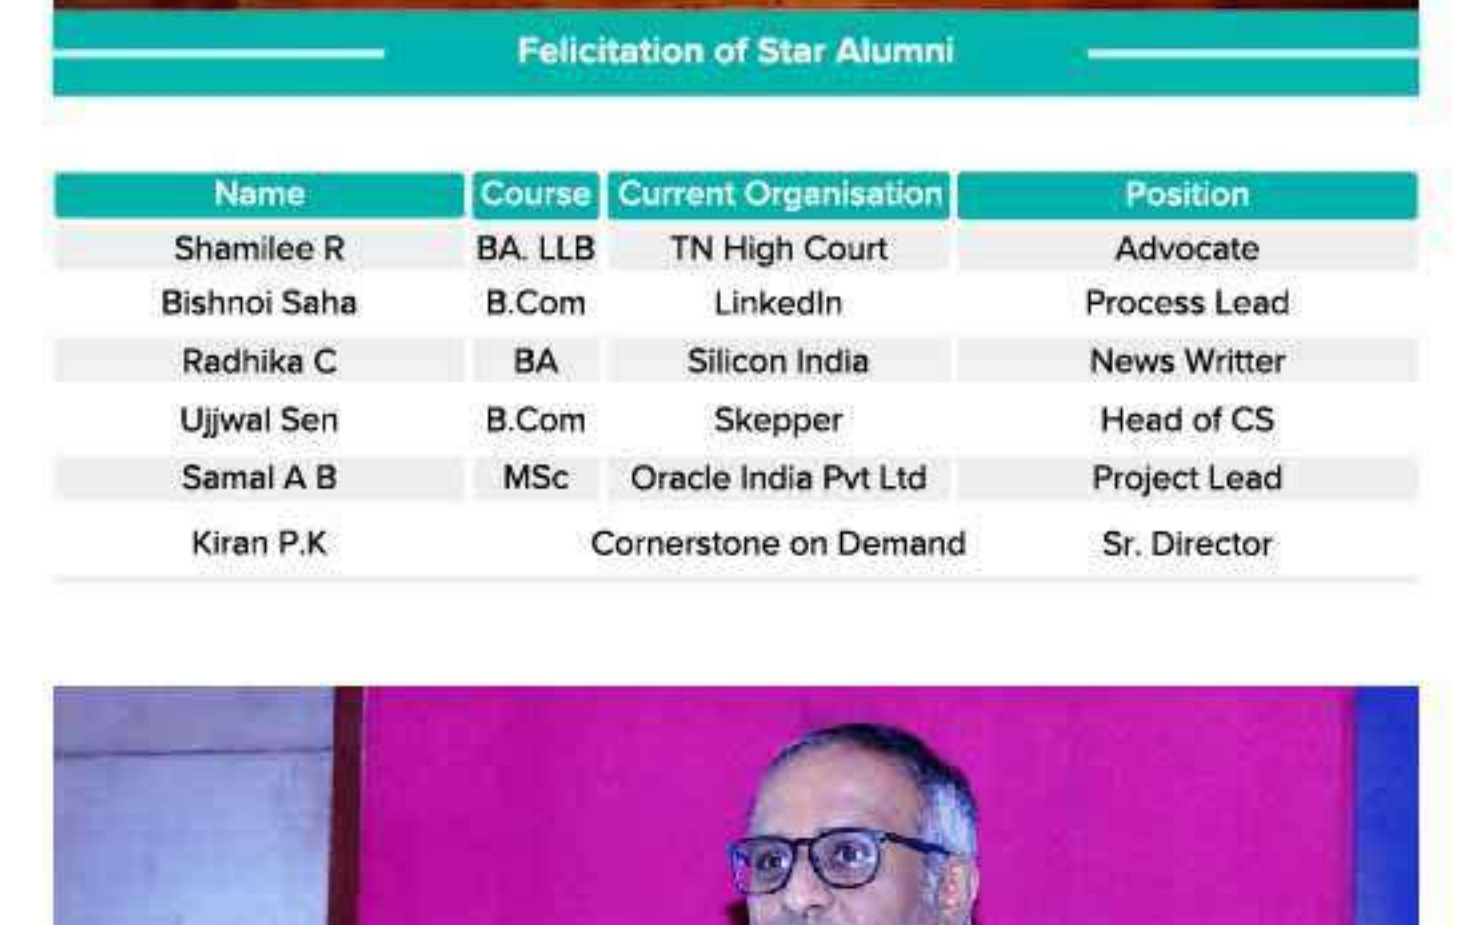 Felicitation of Star Alumni
Name Course Current Organisation Position
Shamilee R BA. LLB TN High Court Advocate
Bishnoi Saha B.Com LinkedIn Process Lead
Radhika C BA Silicon India News Writter
Ujjwal Sen B.Com Skepper Head of CS
Samal A B MSc Oracle India Pvt Ltd Project Lead
Kiran P.K Cornerstone on Demand Sr. Director